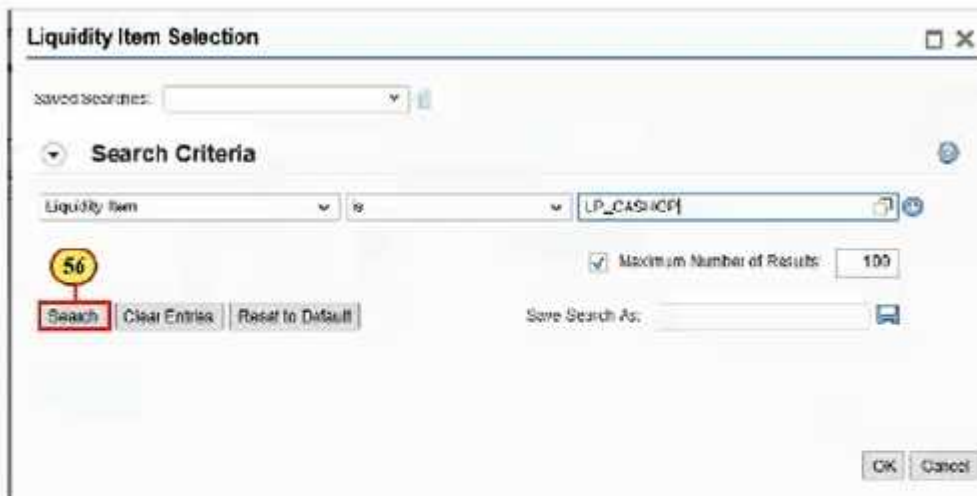 Liquidity Item Selection
Saved Searches:
Search Criteria
Liquidity Item is
Maximum Number of Results: 100
56
Search Clear Entries Reset to Default Save Search As:
OK Cancel